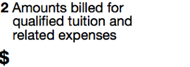 2 Amounts billed for
qualified tuition and
related expenses
$